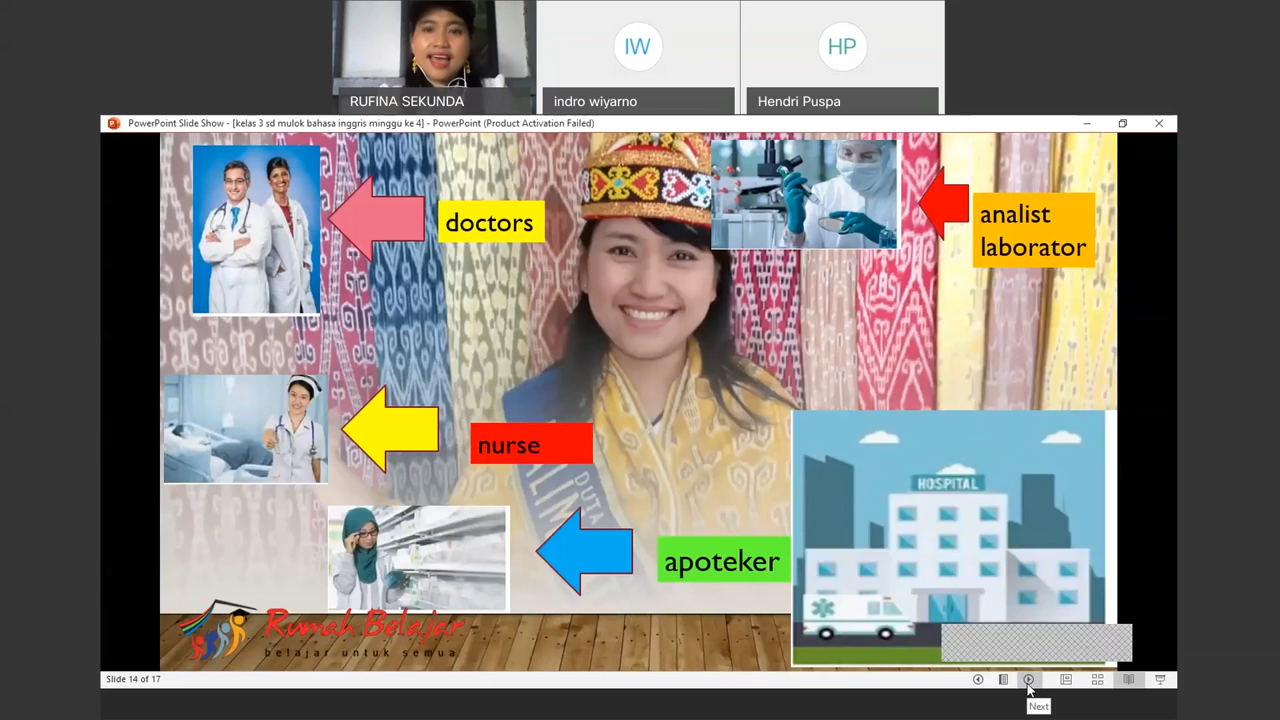 RUFINA SEKUNDA
IW
indro wiyarno
HP
Hendri Puspa
PowerPoint Slide Show - [kelas 3 sd mulok bahasa inggris minggu ke 4] - PowerPoint (Product Activation Failed)
doctors
analist
laborator
nurse
DUTA
HOSPITAL
apoteker
Rumah Belajar
belajar untuk semua
Slide 14 of 17
Next